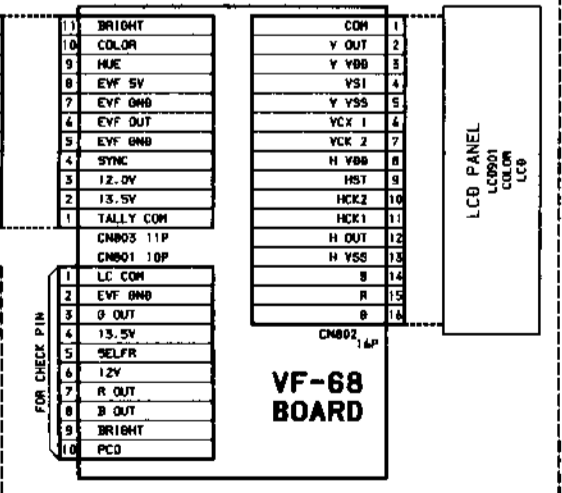 11 BRIGHT
10 COLOR
9 HUE
8 EVF 5V
7 EVF GND
6 EVF OUT
5 EVF GND
4 SYNC
3 12.0V
2 13.5V
1 TALLY COM
CN803 11P
CN801 10P
1 LC COM
2 EVF GND
3 G OUT
4 13.5V
5 SELFR
6 12V
7 R OUT
8 B OUT
9 BRIGHT
10 PCD
FOR CHECK PIN
COM 1
Y OUT 2
Y VDD 3
VS1 4
Y VSS 5
YCX 1 6
YCK 2 7
H VDD 8
HST 9
HCK2 10
HCK1 11
H OUT 12
H VSS 13
14
R 15
16
CN802 16P
VF-68
BOARD
LCD PANEL
LCD901
COLOR
LCD